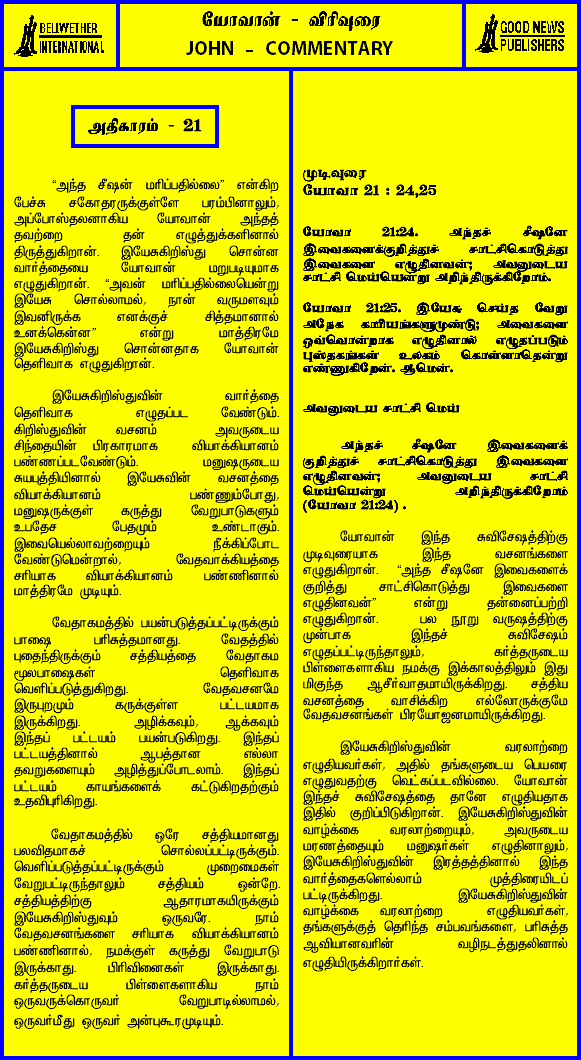 BELWETHER
INTERNATIONAL
யோவான் - விரிவுரை
JOHN - COMMENTARY
GOOD NEWS
PUBLISHERS
அதிகாரம் - 21
“அந்த சீஷன் மரிப்பதில்லை” என்கிற
பேச்சு சகோதரருக்குள்ளே பரம்பினாலும்,
அப்போஸ்தலனாகிய யோவான் அந்தத்
தவற்றை தன் எழுத்துக்களினால்
திருத்துகிறான். இயேசுகிறிஸ்து சொன்ன
வார்த்தையை யோவான் மறுபடியுமாக
எழுதுகிறான். “அவன் மரிப்பதில்லையென்று
இயேசு சொல்லாமல், நான் வருமளவும்
இவனிருக்க எனக்குச் சித்தமானால்
உனக்கென்ன” என்று மாத்திரமே
இயேசுகிறிஸ்து சொன்னதாக யோவான்
தெளிவாக எழுதுகிறான்.
இயேசுகிறிஸ்துவின் வார்த்தை
தெளிவாக எழுதப்பட வேண்டும்.
கிறிஸ்துவின் வசனம் அவருடைய
சிந்தையின் பிரகாரமாக வியாக்கியானம்
பண்ணப்படவேண்டும். மனுஷருடைய
சுயபுத்தியினால் இயேசுவின் வசனத்தை
வியாக்கியானம் பண்ணும்போது,
மனுஷருக்குள் கருத்து வேறுபாடுகளும்
உபதேச பேதமும் உண்டாகும்.
இவையெல்லாவற்றையும் நீக்கிப்போட
வேண்டுமென்றால், வேதவாக்கியத்தை
சரியாக வியாக்கியானம் பண்ணினால்
மாத்திரமே முடியும்.
வேதாகமத்தில் பயன்படுத்தப்பட்டிருக்கும்
பாஷை பரிசுத்தமானது. வேதத்தில்
புதைந்திருக்கும் சத்தியத்தை வேதாகம
மூலபாஷைகள் தெளிவாக
வெளிப்படுத்துகிறது. வேதவசனமே
இருபுறமும் கருக்குள்ள பட்டயமாக
இருக்கிறது. அழிக்கவும், ஆக்கவும்
இந்தப் பட்டயம் பயன்படுகிறது. இந்தப்
பட்டயத்தினால் ஆபத்தான எல்லா
தவறுகளையும் அழித்துப்போடலாம். இந்தப்
பட்டயம் காயங்களைக் கட்டுகிறதற்கும்
உதவிபுரிகிறது.
வேதாகமத்தில் ஒரே சத்தியமானது
பலவிதமாகச் சொல்லப்பட்டிருக்கும்.
வெளிப்படுத்தப்பட்டிருக்கும் முறைமைகள்
வேறுபட்டிருந்தாலும் சத்தியம் ஒன்றே.
சத்தியத்திற்கு ஆதாரமாகயிருக்கும்
இயேசுகிறிஸ்துவும் ஒருவரே. நாம்
வேதவசனங்களை சரியாக வியாக்கியானம்
பண்ணினால், நமக்குள் கருத்து வேறுபாடு
இருக்காது. பிரிவினைகள் இருக்காது.
கர்த்தருடைய பிள்ளைகளாகிய நாம்
ஒருவருக்கொருவர் வேறுபாடில்லாமல்,
ஒருவர்மீது ஒருவர் அன்புகூரமுடியும்.
முடிவுரை
யோவா 21 : 24,25
யோவா 21:24. அந்தச் சீஷனே
இவைகளைக்குறித்துச் சாட்சிகொடுத்து
இவைகளை எழுதினவன்; அவனுடைய
சாட்சி மெய்யென்று அறிந்திருக்கிறோம்.
யோவா 21:25. இயேசு செய்த வேறு
அநேக காரியங்களுமுண்டு; அவைகளை
ஒவ்வொன்றாக எழுதினால் எழுதப்படும்
புஸ்தகங்கள் உலகம் கொள்ளாதென்று
எண்ணுகிறேன். ஆமென்.
அவனுடைய சாட்சி மெய்
அந்தச் சீஷனே இவைகளைக்
குறித்துச் சாட்சிகொடுத்து இவைகளை
எழுதினவன்; அவனுடைய சாட்சி
மெய்யென்று அறிந்திருக்கிறோம்
(யோவா 21:24) .
யோவான் இந்த சுவிசேஷத்திற்கு
முடிவுரையாக இந்த வசனங்களை
எழுதுகிறான். “அந்த சீஷனே இவைகளைக்
குறித்து சாட்சிகொடுத்து இவைகளை
எழுதினவன்” என்று தன்னைப்பற்றி
எழுதுகிறான். பல நூறு வருஷத்திற்கு
முன்பாக இந்தச் சுவிசேஷம்
எழுதப்பட்டிருந்தாலும், கர்த்தருடைய
பிள்ளைகளாகிய நமக்கு இக்காலத்திலும் இது
மிகுந்த ஆசீர்வாதமாயிருக்கிறது. சத்திய
வசனத்தை வாசிக்கிற எல்லோருக்குமே
வேதவசனங்கள் பிரயோஜனமாயிருக்கிறது.
இயேசுகிறிஸ்துவின் வரலாற்றை
எழுதியவர்கள், அதில் தங்களுடைய பெயரை
எழுதுவதற்கு வெட்கப்படவில்லை. யோவான்
இந்தச் சுவிசேஷத்தை தானே எழுதியதாக
இதில் குறிப்பிடுகிறான். இயேசுகிறிஸ்துவின்
வாழ்க்கை வரலாற்றையும், அவருடைய
மரணத்தையும் மனுஷர்கள் எழுதினாலும்,
இயேசுகிறிஸ்துவின் இரத்தத்தினால் இந்த
வார்த்தைகளெல்லாம் முத்திரையிடப்
பட்டிருக்கிறது. இயேசுகிறிஸ்துவின்
வாழ்க்கை வரலாற்றை எழுதியவர்கள்,
தங்களுக்குத் தெரிந்த சம்பவங்களை, பரிசுத்த
ஆவியானவரின் வழிநடத்துதலினால்
எழுதியிருக்கிறார்கள்.